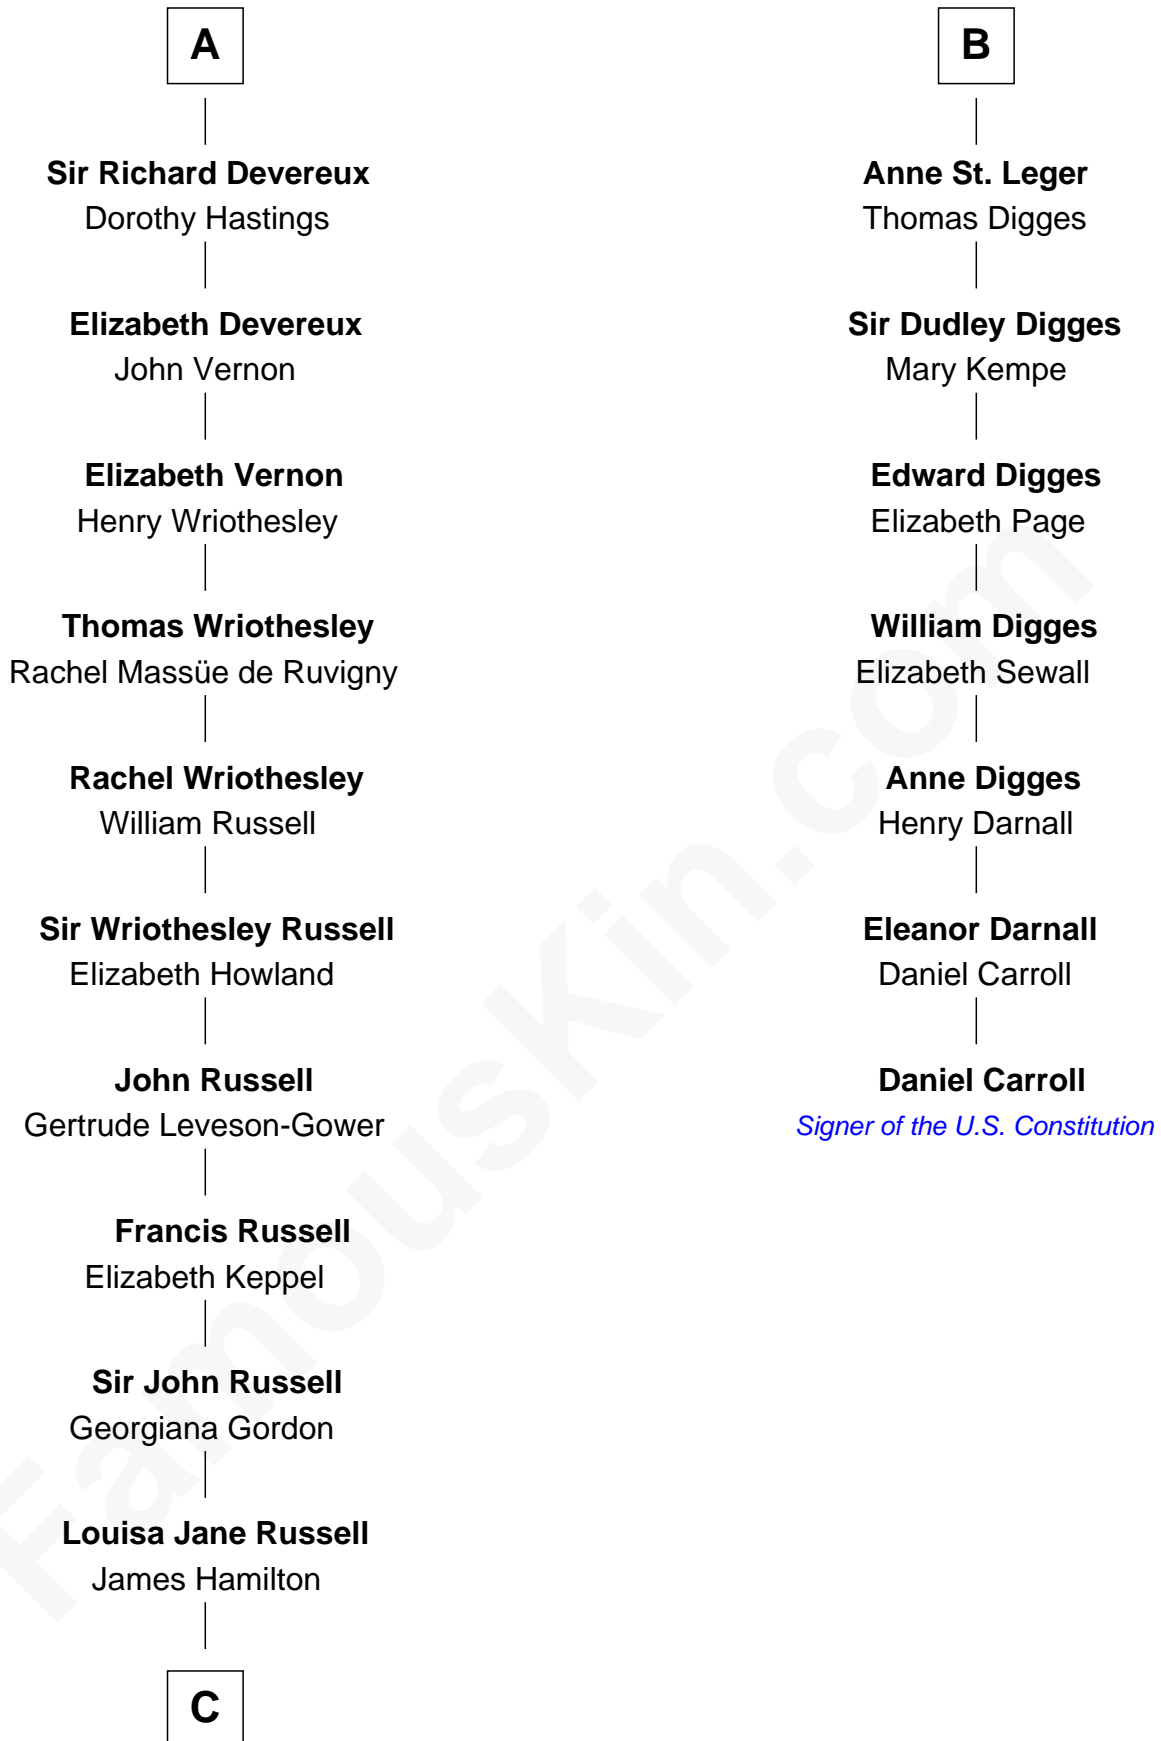 A
Sir Richard Devereux
Dorothy Hastings
Elizabeth Devereux
John Vernon
Elizabeth Vernon
Henry Wriothesley
Thomas Wriothesley
Rachel Massüe de Ruvigny
Rachel Wriothesley
William Russell
Sir Wriothesley Russell
Elizabeth Howland
John Russell
Gertrude Leveson-Gower
Francis Russell
Elizabeth Keppel
Sir John Russell
Georgiana Gordon
Louisa Jane Russell
James Hamilton
C
B
Anne St. Leger
Thomas Digges
Sir Dudley Digges
Mary Kempe
Edward Digges
Elizabeth Page
William Digges
Elizabeth Sewall
Anne Digges
Henry Darnall
Eleanor Darnall
Daniel Carroll
Daniel Carroll
Signer of the U.S. Constitution
FamousKin.com